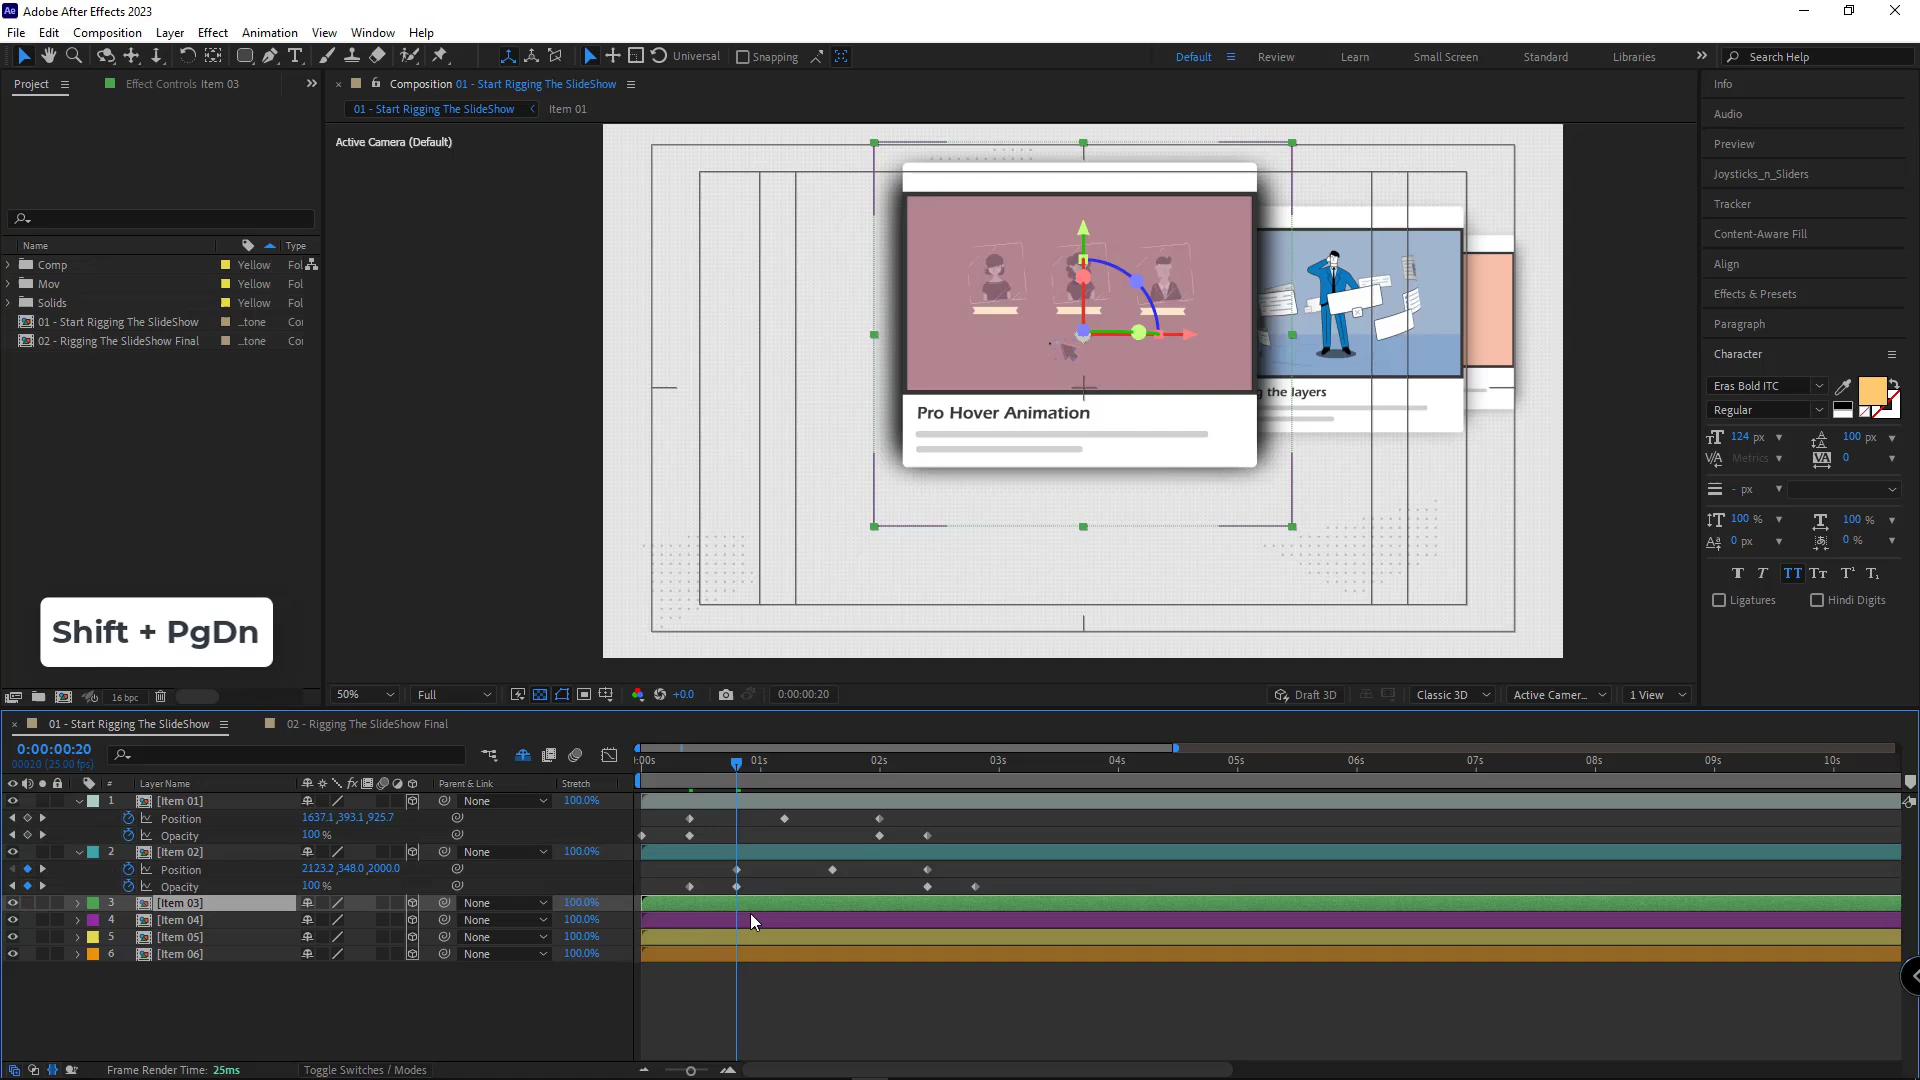 Ae Adobe After Effects 2023
File Edit Composition Layer Effect Animation View Window Help
Universal Snapping Default Review Learn Small Screen Standard Libraries Search Help
Project Effect Controls Item 03
Composition 01 - Start Rigging The SlideShow
01 - Start Rigging The SlideShow Item 01
Active Camera (Default)
Name Type
Comp Yellow Fol
Mov Yellow Fol
Solids Yellow Fol
01 - Start Rigging The SlideShow ...tone Cor
02 - Rigging The SlideShow Final ...tone Cor
Pro Hover Animation
g the layers
Shift + PgDn
16 bpc
50% Full +0.0 0:00:00:20 Draft 3D Classic 3D Active Camer... 1 View
Info
Audio
Preview
Joysticks_n_Sliders
Tracker
Content-Aware Fill
Align
Effects & Presets
Paragraph
Character
Eras Bold ITC
Regular
124 px 100 px
Metrics 0
- px
100 % 100 %
0 px 0 %
Ligatures Hindi Digits
01 - Start Rigging The SlideShow 02 - Rigging The SlideShow Final
0:00:00:20
00020 (25.00 fps)
:00s 01s 02s 03s 04s 05s 06s 07s 08s 09s 10s
# Layer Name Parent & Link Stretch
1 [Item 01] None 100.0%
Position 1637.1,393.1,925.7
Opacity 100 %
2 [Item 02] None 100.0%
Position 2123.2,348.0,2000.0
Opacity 100 %
3 [Item 03] None 100.0%
4 [Item 04] None 100.0%
5 [Item 05] None 100.0%
6 [Item 06] None 100.0%
Frame Render Time: 25ms Toggle Switches / Modes